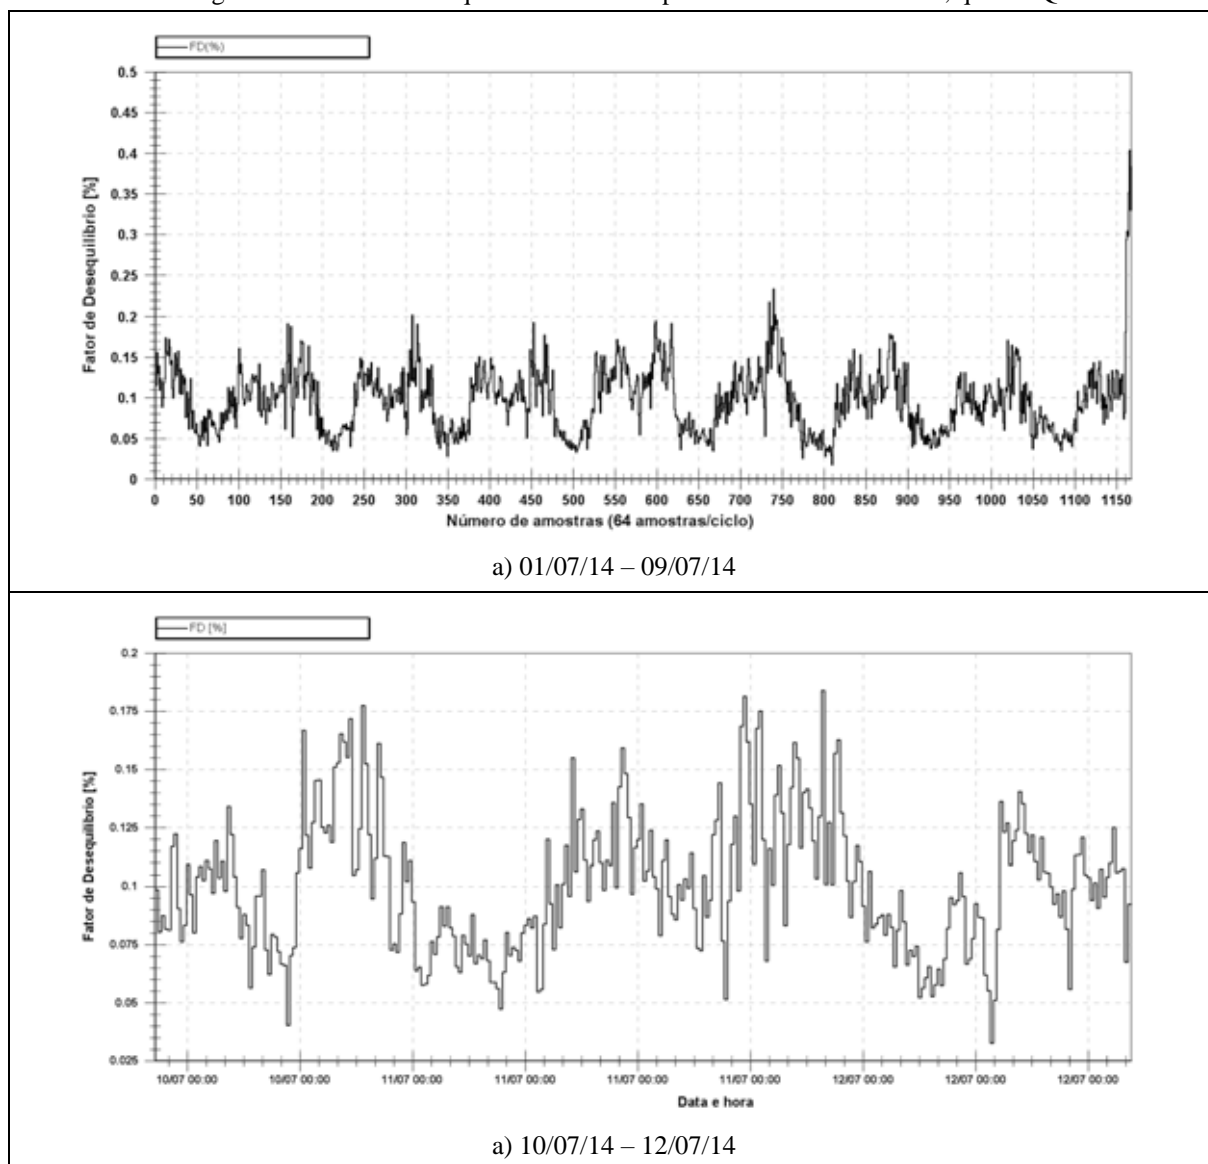 FD(%)
0.5
0.45
0.4
0.35
0.3
0.25
0.2
0.15
0.1
0.05
0
Fator de Desequilíbrio [%]
0 50 100 150 200 250 300 350 400 450 500 550 600 650 700 750 800 850 900 950 1000 1050 1100 1150
Número de amostras (64 amostras/ciclo)
a) 01/07/14 – 09/07/14
FD [%]
0.2
0.175
0.15
0.125
0.1
0.075
0.05
0.025
Fator de Desequilíbrio [%]
10/07 00:00 10/07 00:00 11/07 00:00 11/07 00:00 11/07 00:00 11/07 00:00 12/07 00:00 12/07 00:00 12/07 00:00
Data e hora
a) 10/07/14 – 12/07/14